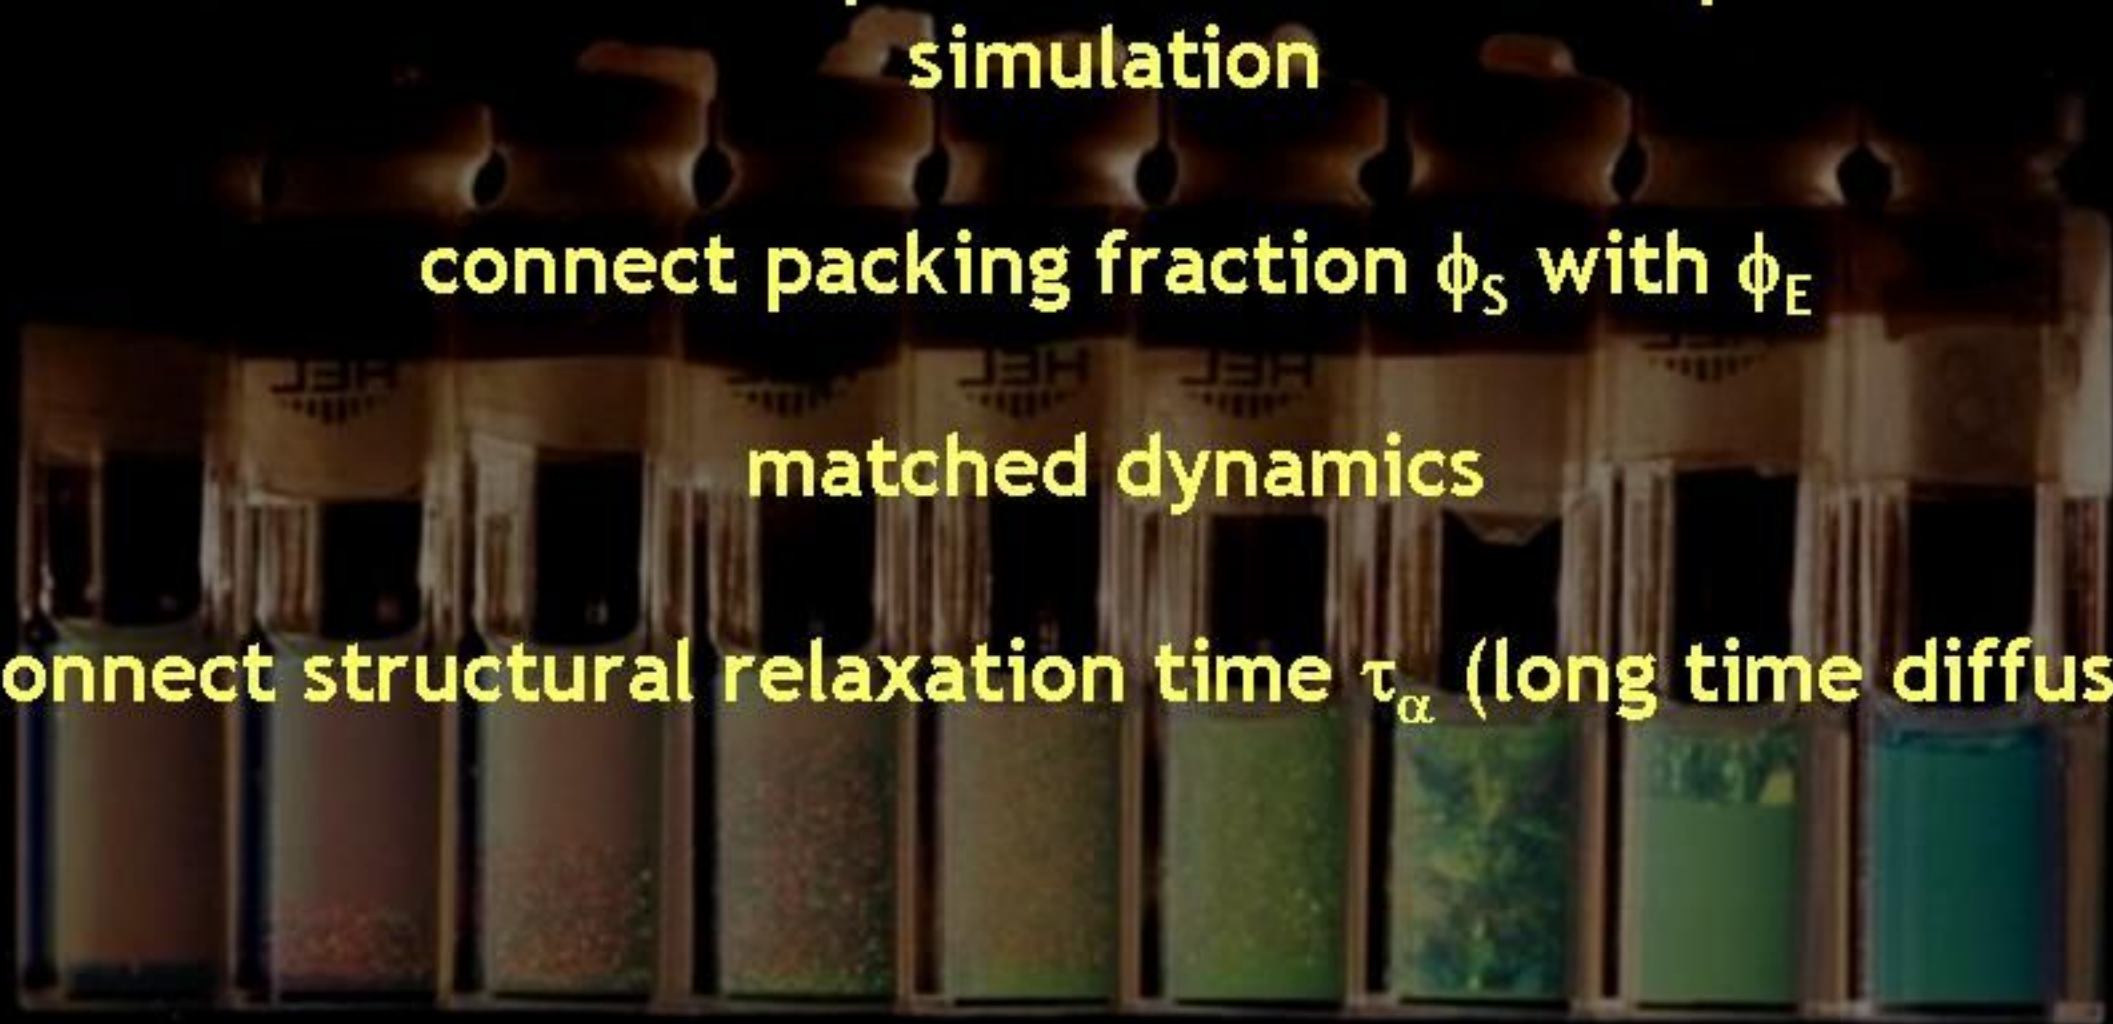 simulation
connect packing fraction ϕS with ϕE
matched dynamics
onnect structural relaxation time τα (long time diffus